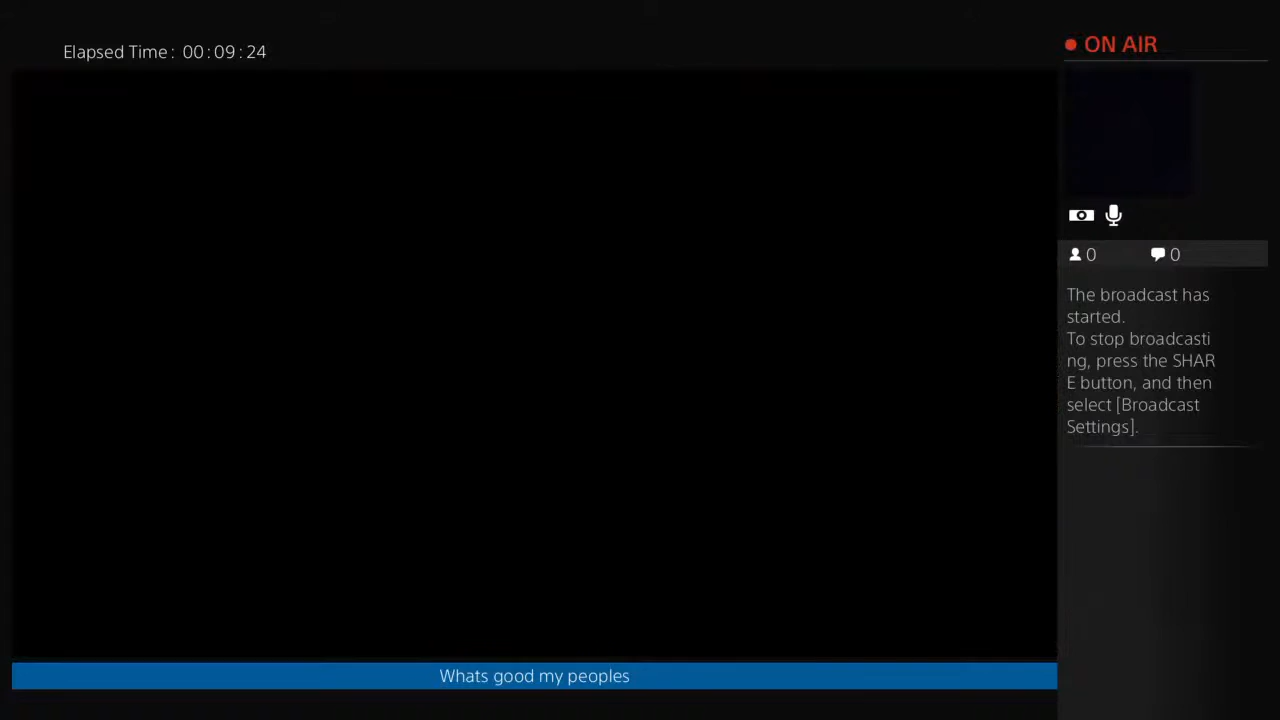 Elapsed Time: 00:09:24
ON AIR
0
0
The broadcast has
started.
To stop broadcasti
ng, press the SHAR
E button, and then
select [Broadcast
Settings].
Whats good my peoples